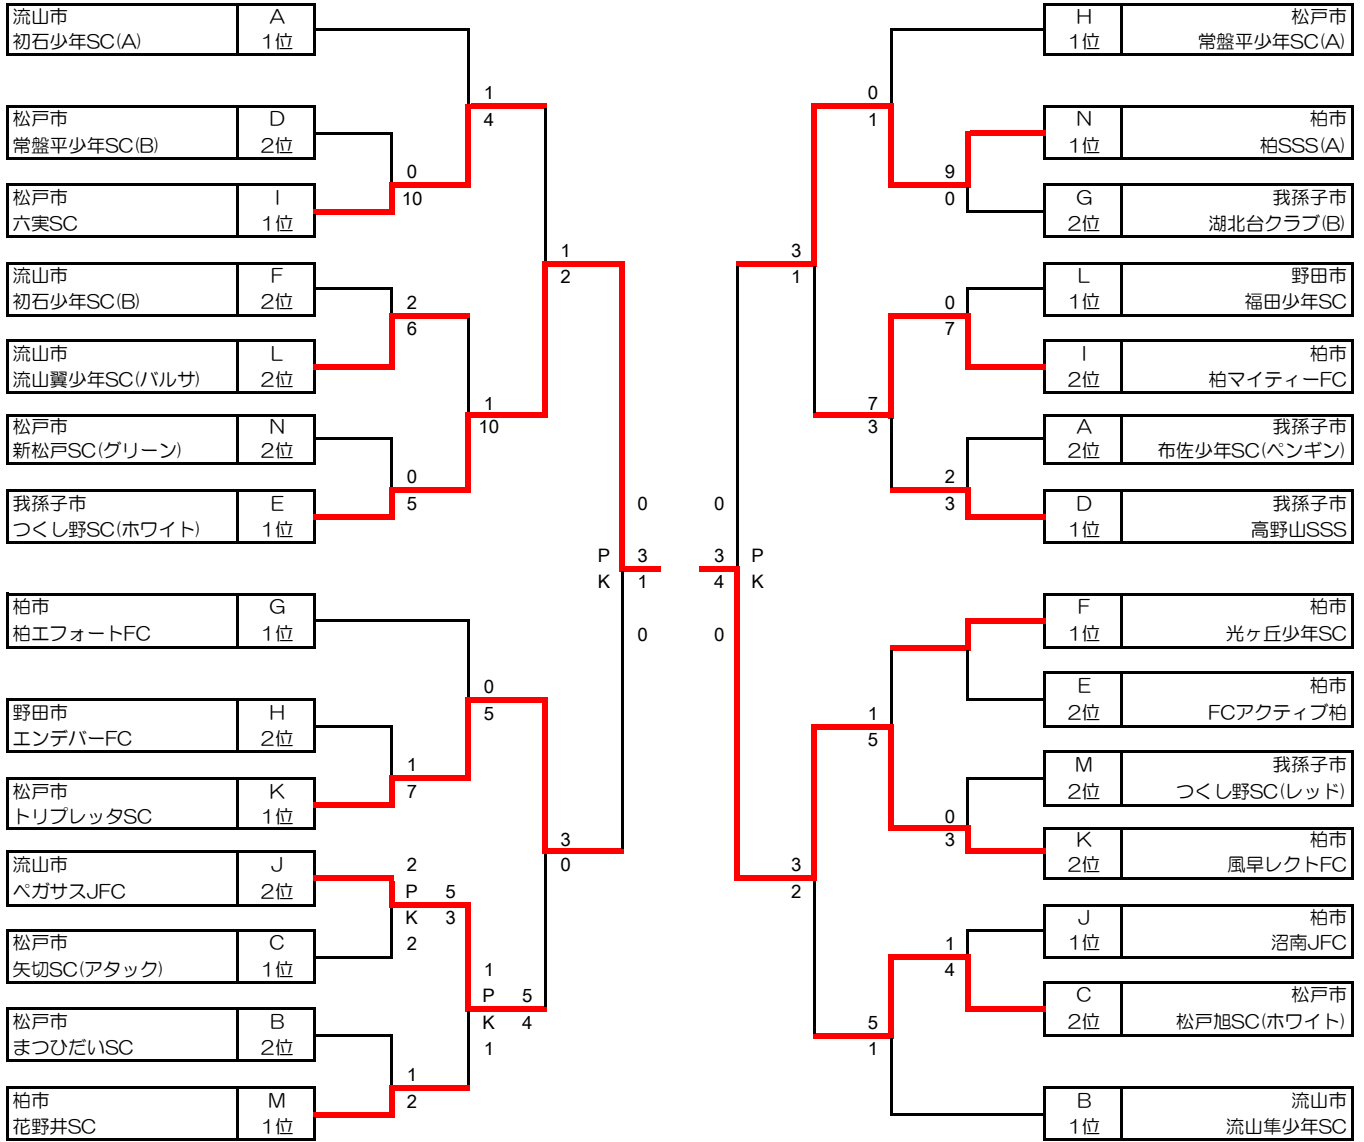 流山市 A
初石少年SC(A) 1位
松戸市 D
常盤平少年SC(B) 2位
松戸市 I
六実SC 1位
流山市 F
初石少年SC(B) 2位
流山市 L
流山翼少年SC(バルサ) 2位
松戸市 N
新松戸SC(グリーン) 2位
我孫子市 E
つくし野SC(ホワイト) 1位
柏市 G
柏エフォートFC 1位
野田市 H
エンデバーFC 2位
松戸市 K
トリプレッタSC 1位
流山市 J
ペガサスJFC 2位
松戸市 C
矢切SC(アタック) 1位
松戸市 B
まつひだいSC 2位
柏市 M
花野井SC 1位
1
4
0
10
1
2
2
6
1
10
0
5
0
5
1
7
3
0
2
P 5
K 3
2
1
P 5
K 4
1
1
2
0
P 3
K 1
0
0
3 P
4 K
0
0
1
9
0
3
1
0
7
7
3
2
3
1
5
0
3
3
2
1
4
5
1
H 松戸市
1位 常盤平少年SC(A)
N 柏市
1位 柏SSS(A)
G 我孫子市
2位 湖北台クラブ(B)
L 野田市
1位 福田少年SC
I 柏市
2位 柏マイティーFC
A 我孫子市
2位 布佐少年SC(ペンギン)
D 我孫子市
1位 高野山SSS
F 柏市
1位 光ヶ丘少年SC
E 柏市
2位 FCアクティブ柏
M 我孫子市
2位 つくし野SC(レッド)
K 柏市
2位 風早レクトFC
J 柏市
1位 沼南JFC
C 松戸市
2位 松戸旭SC(ホワイト)
B 流山市
1位 流山隼少年SC